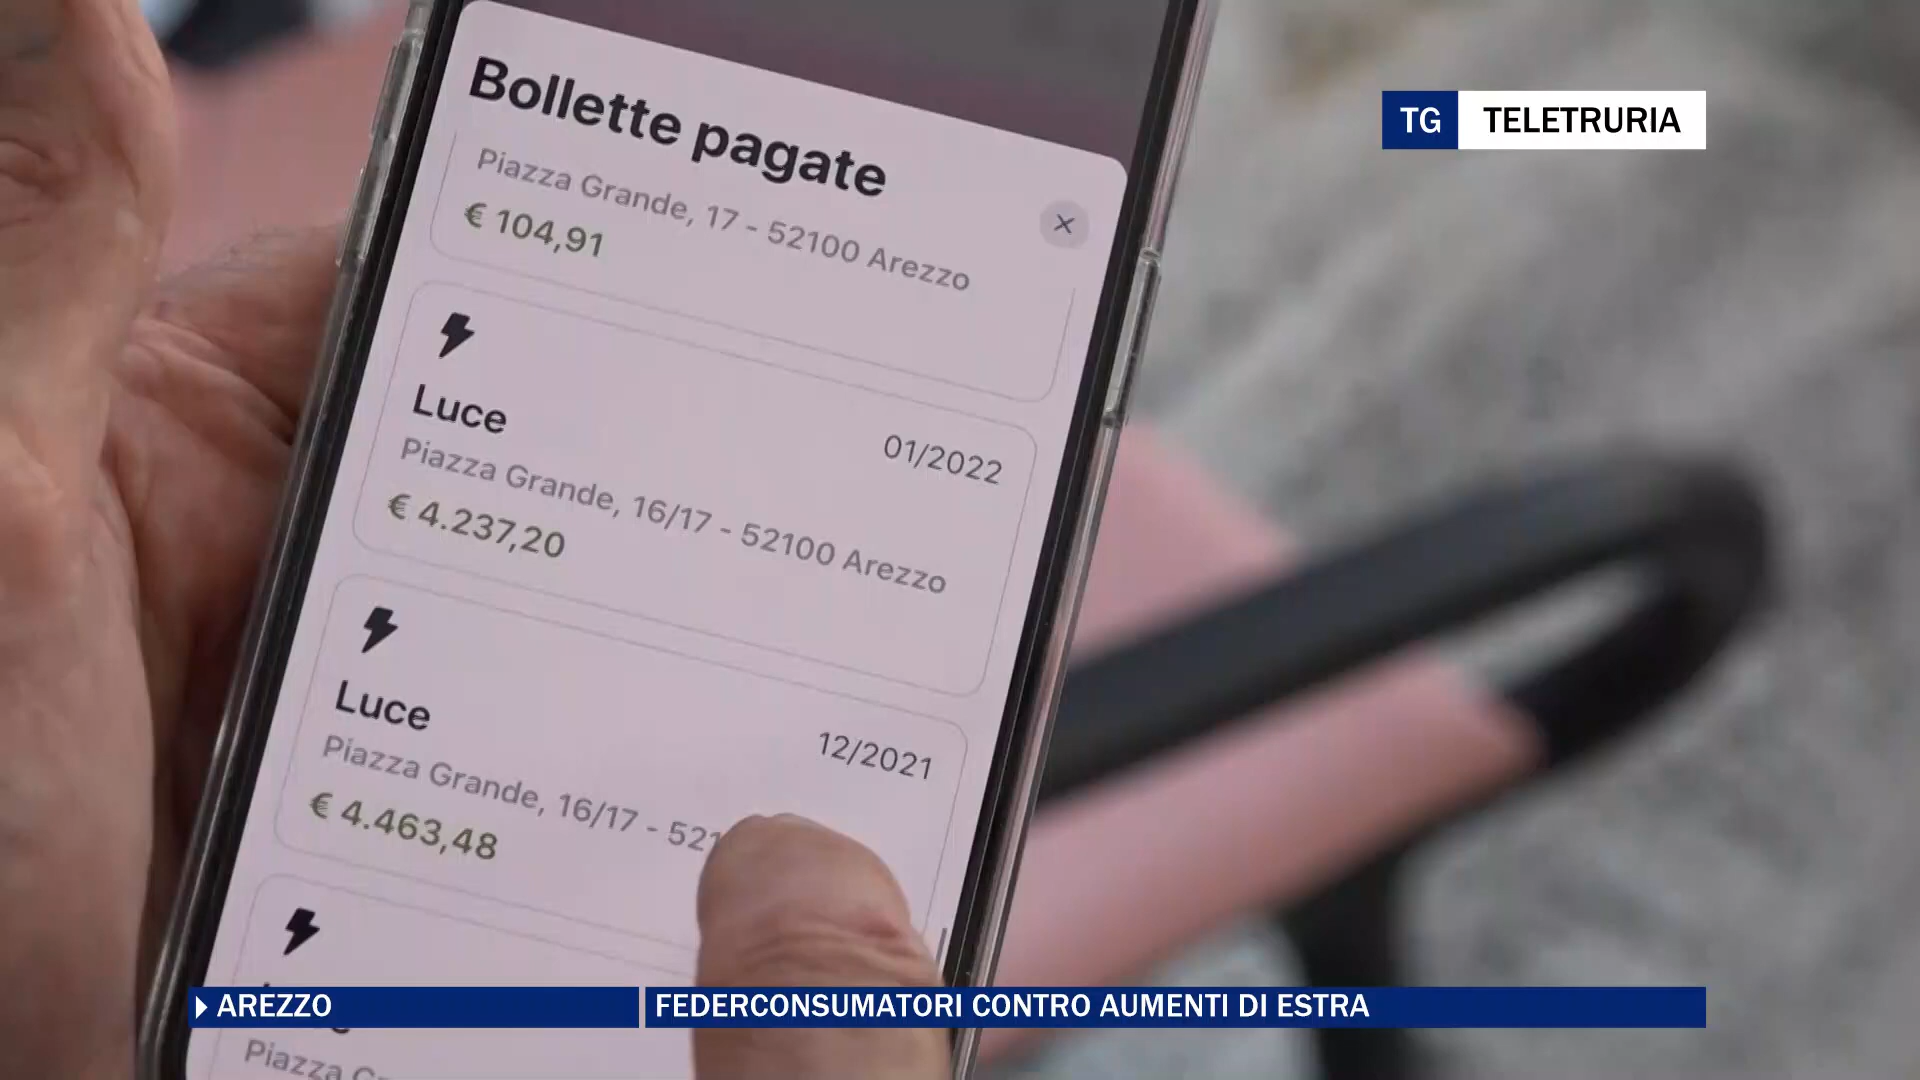 Bollette pagate
TG TELETRURIA
Piazza Grande, 17 - 52100 Arezzo
€ 104,91
Luce
01/2022
Piazza Grande, 16/17 - 52100 Arezzo
€ 4.237,20
Luce
12/2021
Piazza Grande, 16/17 - 521
€ 4.463,48
AREZZO
FEDERCONSUMATORI CONTRO AUMENTI DI ESTRA
Piazza